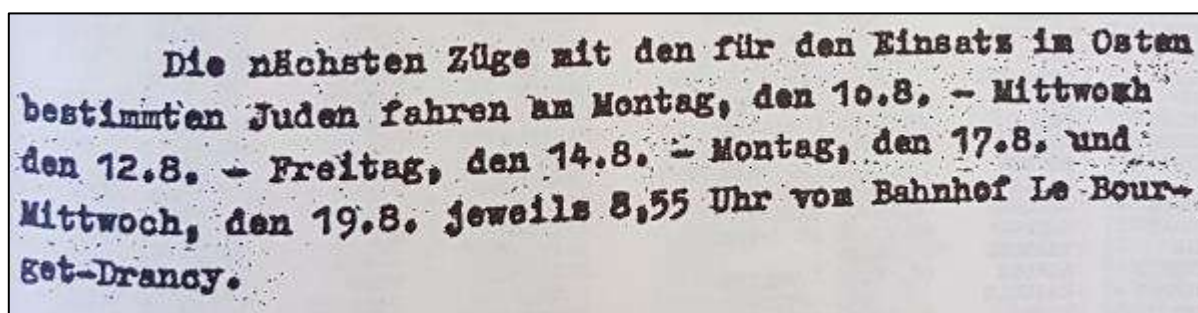 Die nächsten Züge mit den für den Einsatz im Osten
bestimmten Juden fahren am Montag, den 10.8. - Mittwoch
den 12.8. - Freitag, den 14.8. - Montag, den 17.8. und
Mittwoch, den 19.8. jeweils 8,55 Uhr vom Bahnhof Le Bour-
get-Drancy.